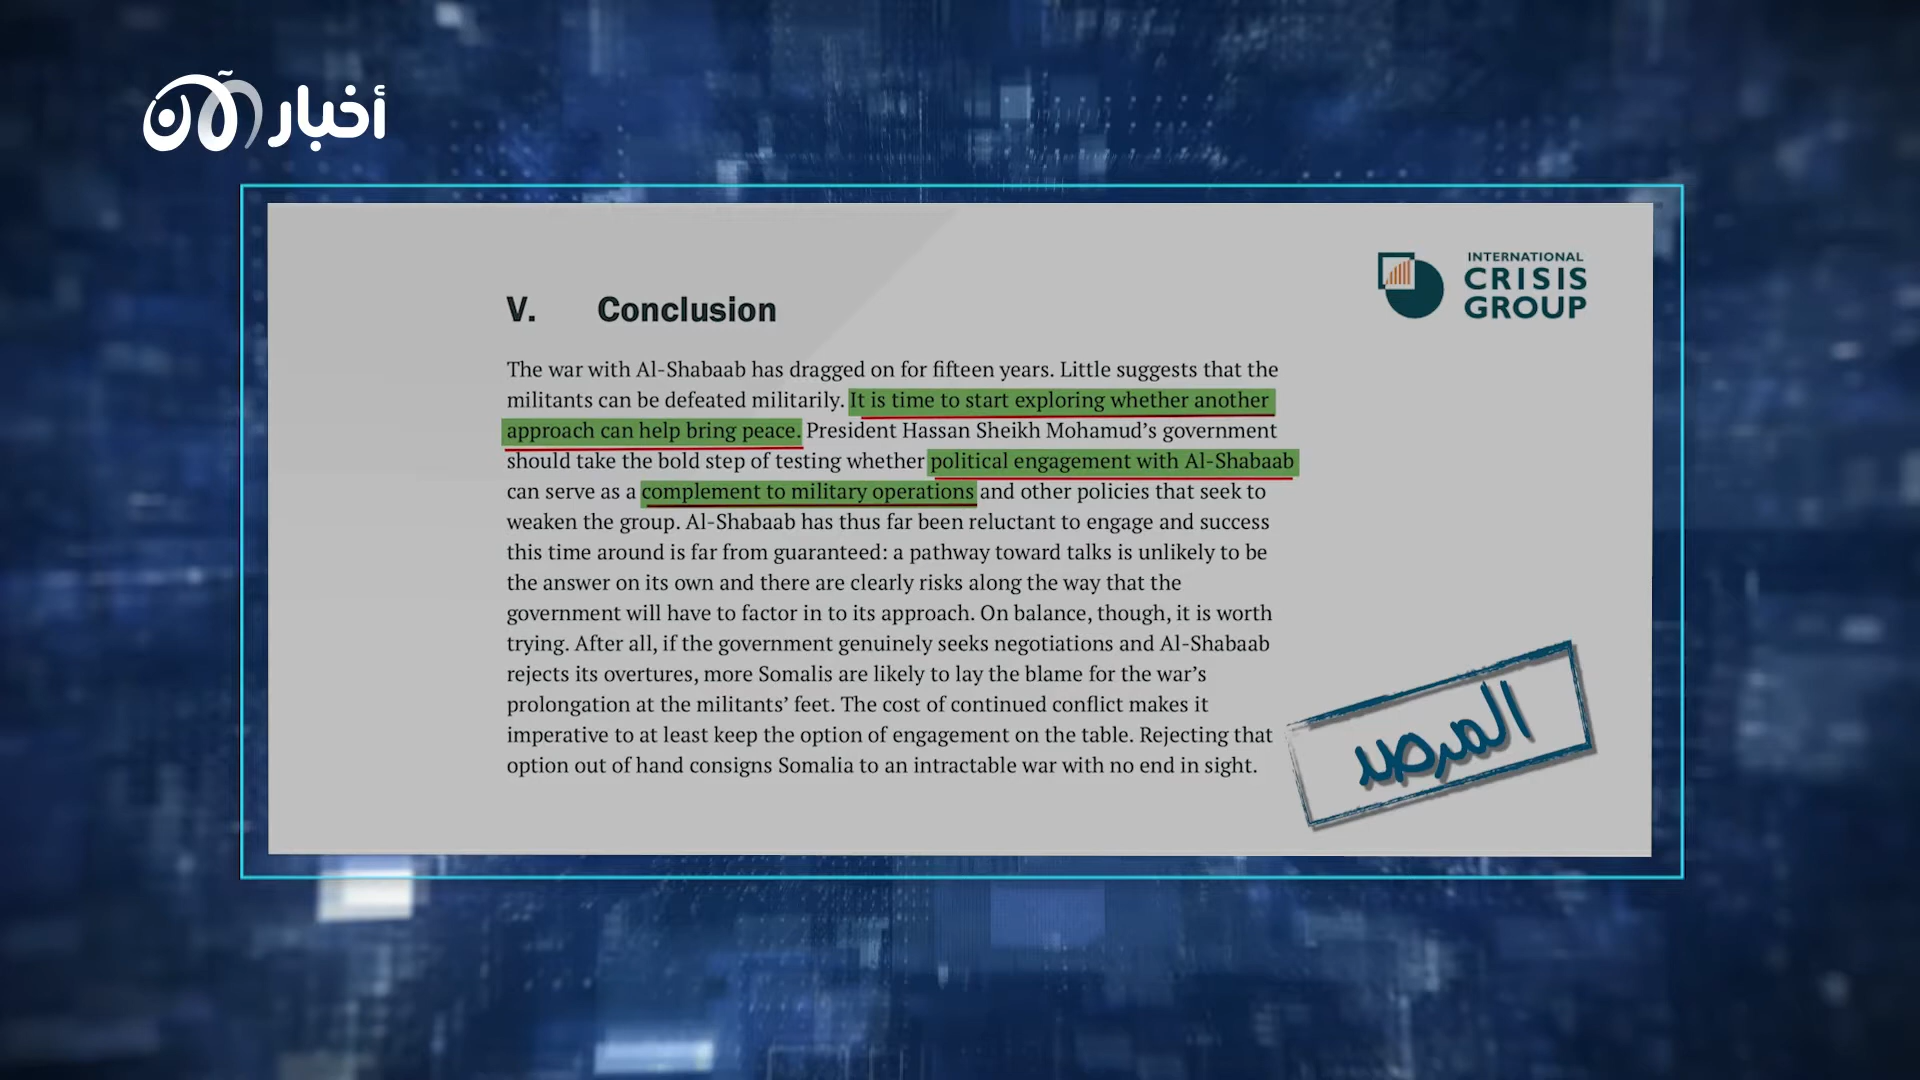 أخبار الآن
INTERNATIONAL
CRISIS
GROUP
V. Conclusion
The war with Al-Shabaab has dragged on for fifteen years. Little suggests that the
militants can be defeated militarily. It is time to start exploring whether another
approach can help bring peace. President Hassan Sheikh Mohamud’s government
should take the bold step of testing whether political engagement with Al-Shabaab
can serve as a complement to military operations and other policies that seek to
weaken the group. Al-Shabaab has thus far been reluctant to engage and success
this time around is far from guaranteed: a pathway toward talks is unlikely to be
the answer on its own and there are clearly risks along the way that the
government will have to factor in to its approach. On balance, though, it is worth
trying. After all, if the government genuinely seeks negotiations and Al-Shabaab
rejects its overtures, more Somalis are likely to lay the blame for the war’s
prolongation at the militants’ feet. The cost of continued conflict makes it
imperative to at least keep the option of engagement on the table. Rejecting that
option out of hand consigns Somalia to an intractable war with no end in sight.
المرصد